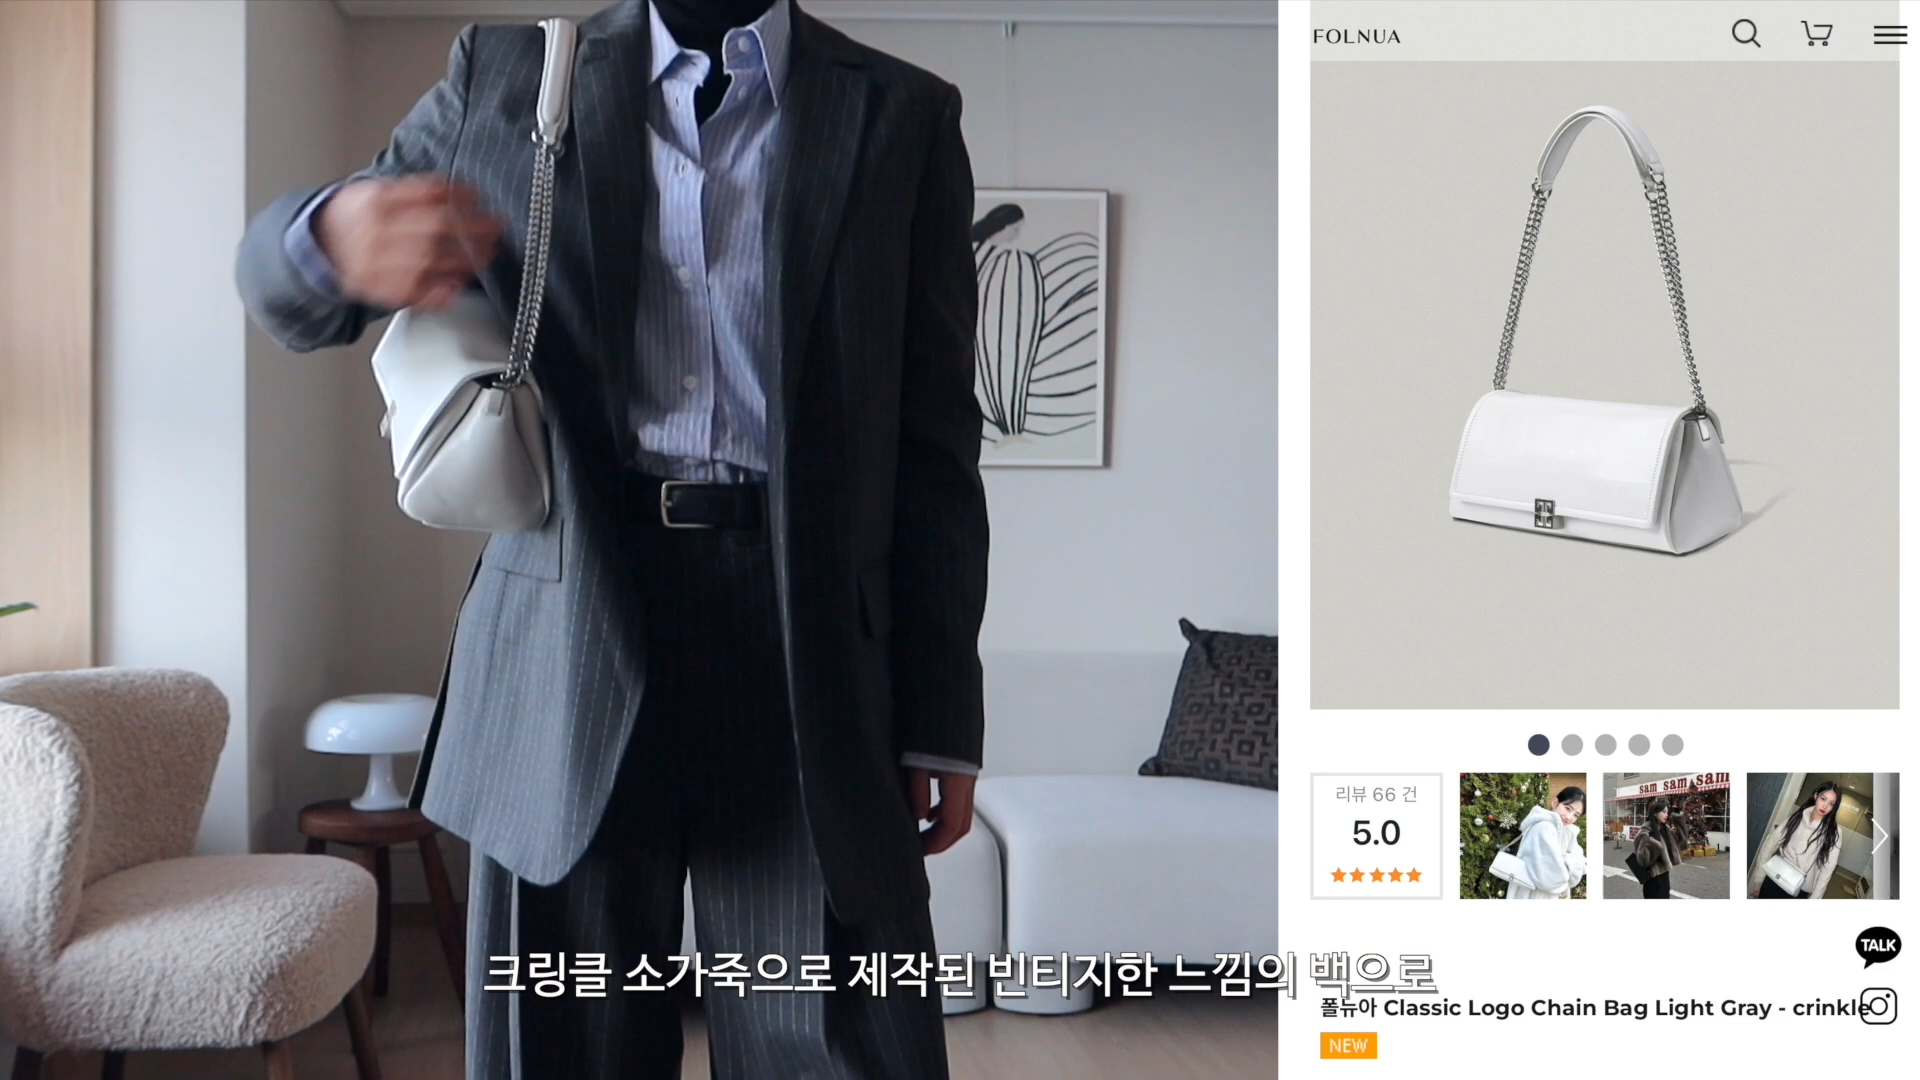 FOLNUA
sam sam sam
리뷰 66 건
5.0
TALK
크링클 소가죽으로 제작된 빈티지한 느낌의 백으로
폴뉴아 Classic Logo Chain Bag Light Gray - crinkle
NEW